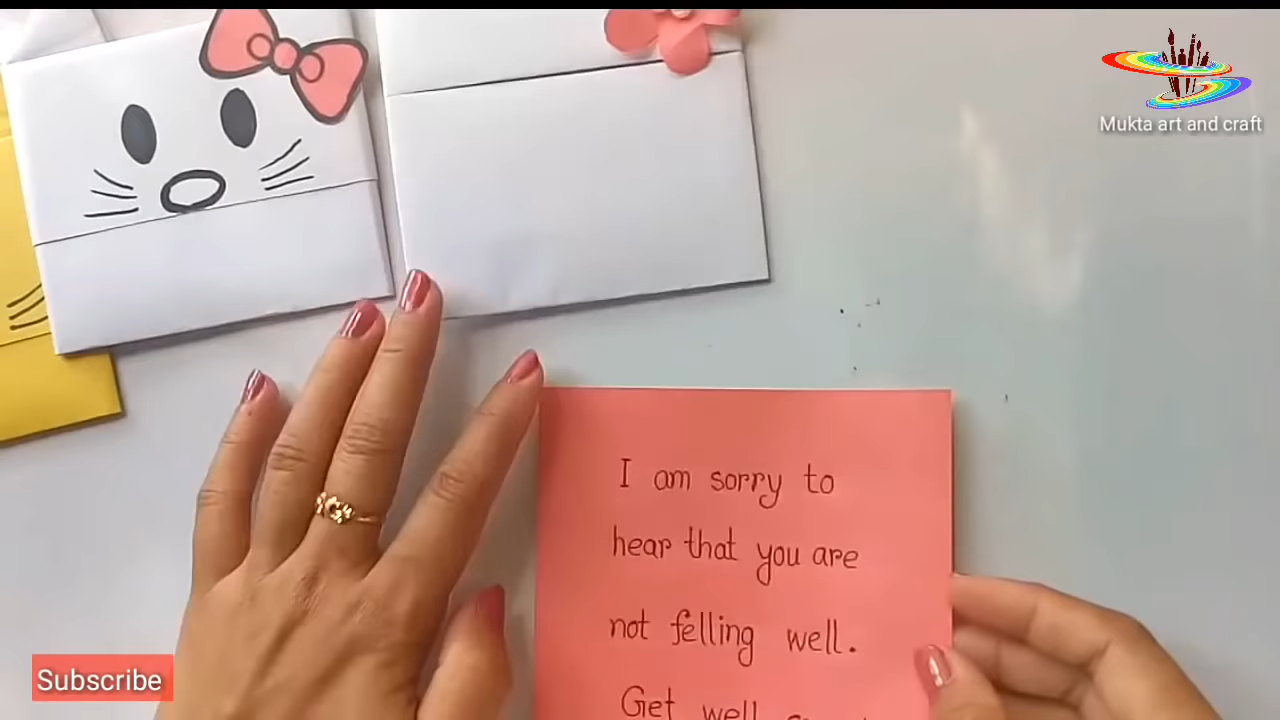 Mukta art and craft
I am sorry to
hear that you are
not felling well.
Get well
Subscribe